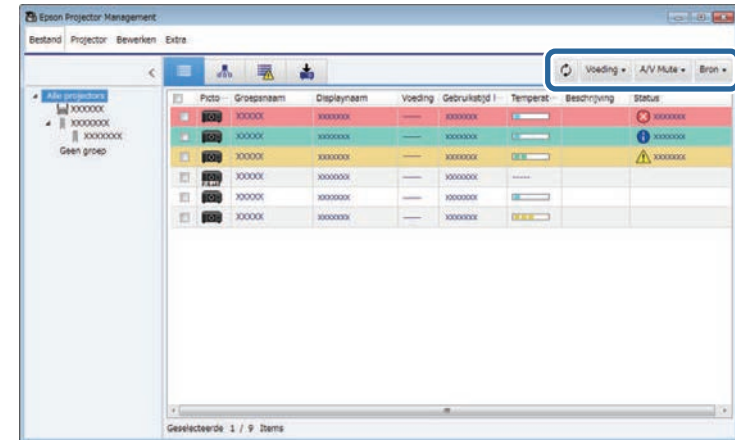 Epson Projector Management
Bestand Projector Bewerken Extra
Voeding A/V Mute Bron
Alle projectors
XXXXXX
XXXXXXX
XXXXXXX
Geen groep
Picto··· Groepsnaam Displaynaam Voeding Gebruikstijd l··· Temperat··· Beschrijving Status
XXXXX XXXXXXX ---- XXXXXXX XXXXXXX
XXXXX XXXXXXX ---- XXXXXXX XXXXXXX
XXXXX XXXXXXX ---- XXXXXXX XXXXXXX
XXXXX XXXXXXX ---- XXXXXXX -----
XXXXX XXXXXXX ---- XXXXXXX
XXXXX XXXXXXX ---- XXXXXXX
Geselecteerde 1 / 9 Items